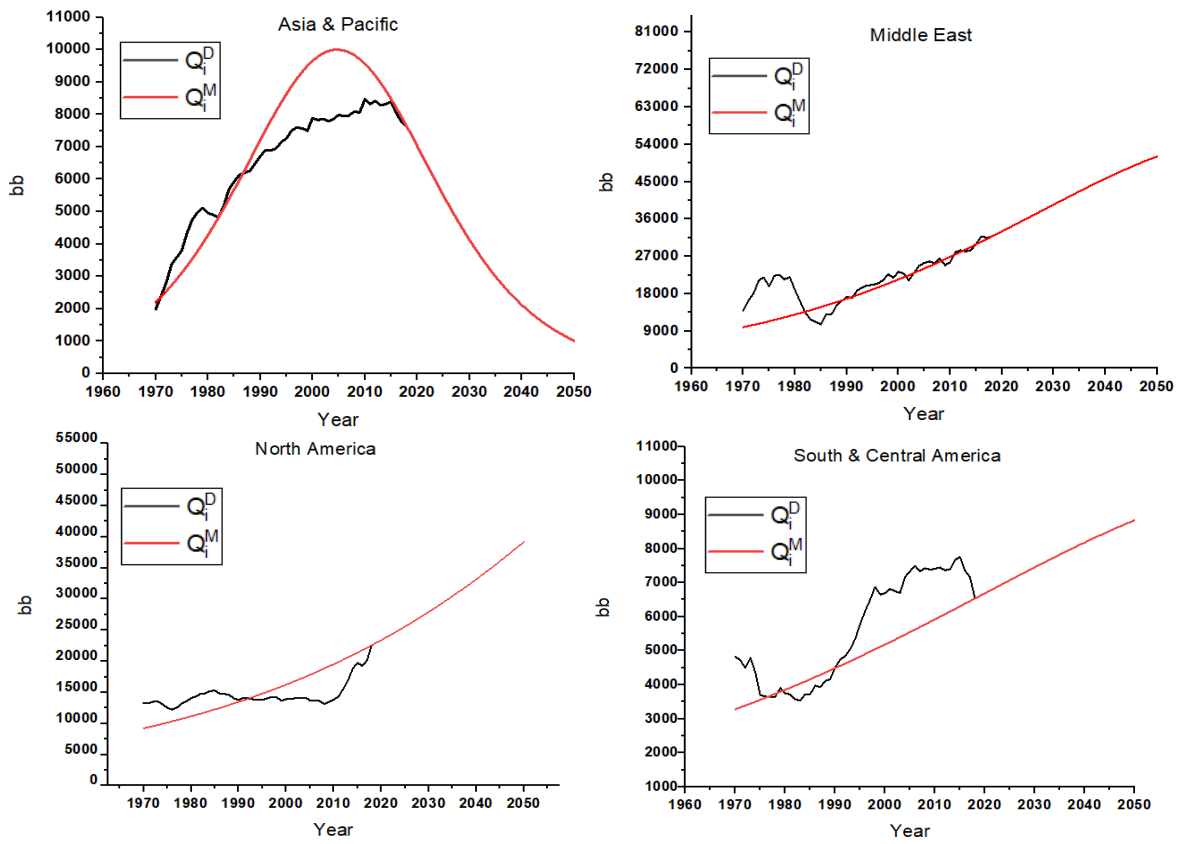 Asia & Pacific
11000
10000
9000
8000
7000
6000
5000
4000
3000
2000
1000
0
bb
Q_i^D
Q_i^M
1960 1970 1980 1990 2000 2010 2020 2030 2040 2050
Year
Middle East
81000
72000
63000
54000
45000
36000
27000
18000
9000
0
bb
Q_i^D
Q_i^M
1960 1970 1980 1990 2000 2010 2020 2030 2040 2050
Year
North America
55000
50000
45000
40000
35000
30000
25000
20000
15000
10000
5000
0
bb
Q_i^D
Q_i^M
1970 1980 1990 2000 2010 2020 2030 2040 2050
Year
South & Central America
11000
10000
9000
8000
7000
6000
5000
4000
3000
2000
1000
bb
Q_i^D
Q_i^M
1960 1970 1980 1990 2000 2010 2020 2030 2040 2050
Year